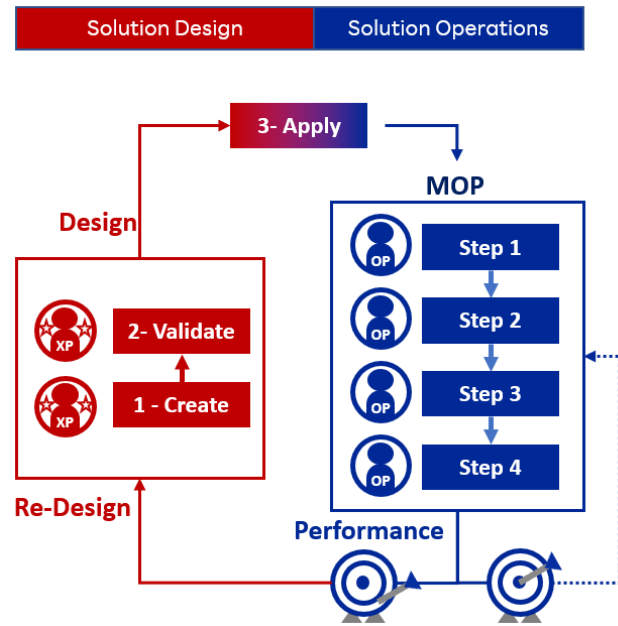 Solution Design
Solution Operations
3- Apply
MOP
Design
OP
Step 1
OP
Step 2
OP
Step 3
OP
Step 4
XP
2- Validate
XP
1 - Create
Re-Design
Performance